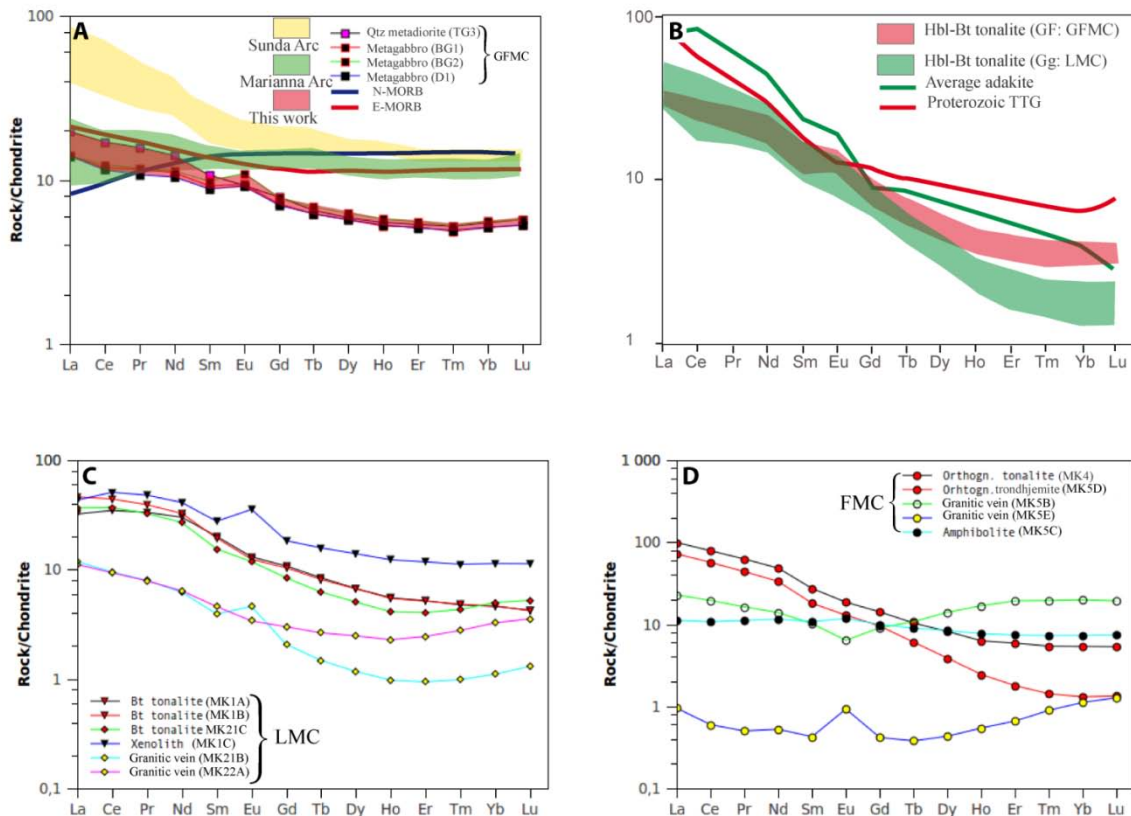 A
Sunda Arc
Marianna Arc
This work
Qtz metadiorite (TG3)
Metagabbro (BG1)
Metagabbro (BG2)
Metagabbro (D1)
GFMC
N-MORB
E-MORB
Rock/Chondrite
100
10
1
La Ce Pr Nd Sm Eu Gd Tb Dy Ho Er Tm Yb Lu
B
Hbl-Bt tonalite (GF: GFMC)
Hbl-Bt tonalite (Gg: LMC)
Average adakite
Proterozoic TTG
Rock/Chondrite
100
10
1
La Ce Pr Nd Sm Eu Gd Tb Dy Ho Er Tm Yb Lu
C
Bt tonalite (MK1A)
Bt tonalite (MK1B)
Bt tonalite MK21C
Xenolith (MK1C)
Granitic vein (MK21B)
Granitic vein (MK22A)
LMC
Rock/Chondrite
100
10
1
0,1
La Ce Pr Nd Sm Eu Gd Tb Dy Ho Er Tm Yb Lu
D
FMC
Orthogn. tonalite (MK4)
Orhtogn.trondhjemite (MK5D)
Granitic vein (MK5B)
Granitic vein (MK5E)
Amphibolite (MK5C)
Rock/Chondrite
1 000
100
10
1
0,1
La Ce Pr Nd Sm Eu Gd Tb Dy Ho Er Tm Yb Lu